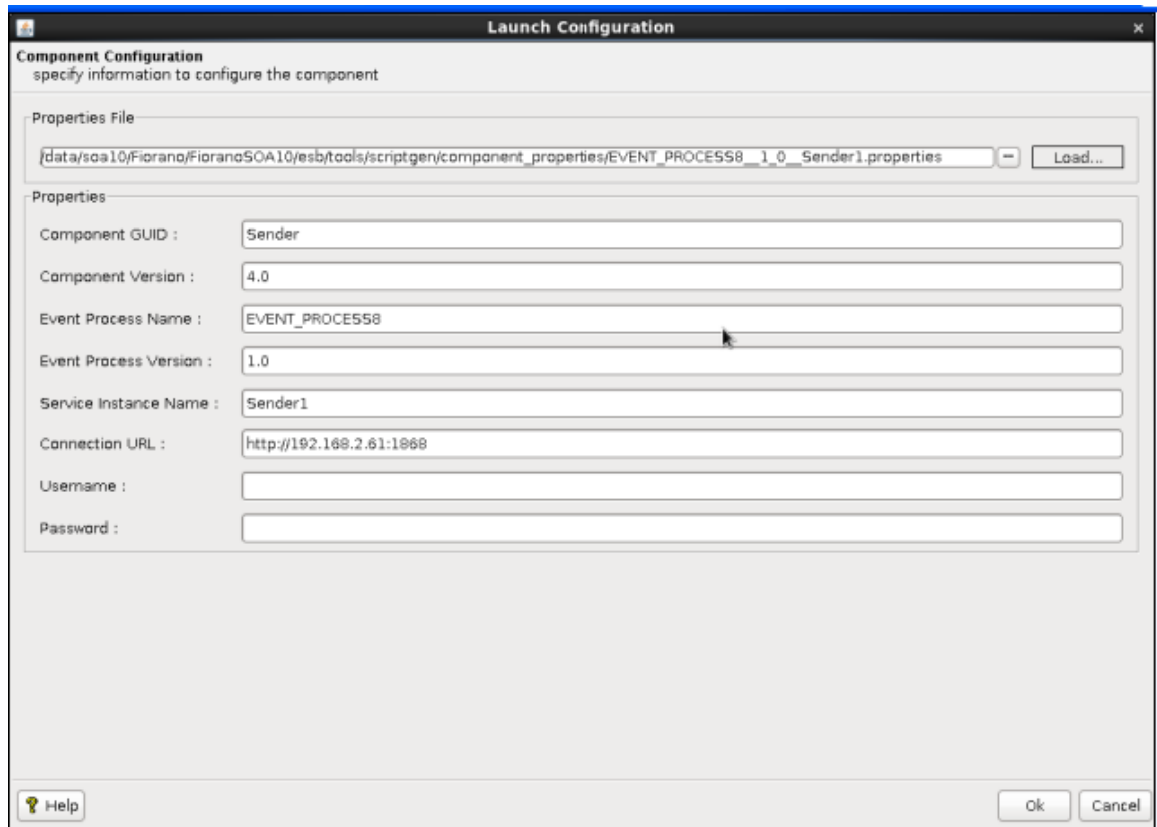 Launch Configuration
Component Configuration
specify information to configure the component
Properties File
/data/soa10/Fiorano/FioranoSOA10/esb/tools/scriptgen/component_properties/EVENT_PROCESS8__1_0__Sender1.properties
Load...
Properties
Component GUID : Sender
Component Version : 4.0
Event Process Name : EVENT_PROCESS8
Event Process Version : 1.0
Service Instance Name : Sender1
Connection URL : http://192.168.2.61:1868
Username :
Password :
Help Ok Cancel